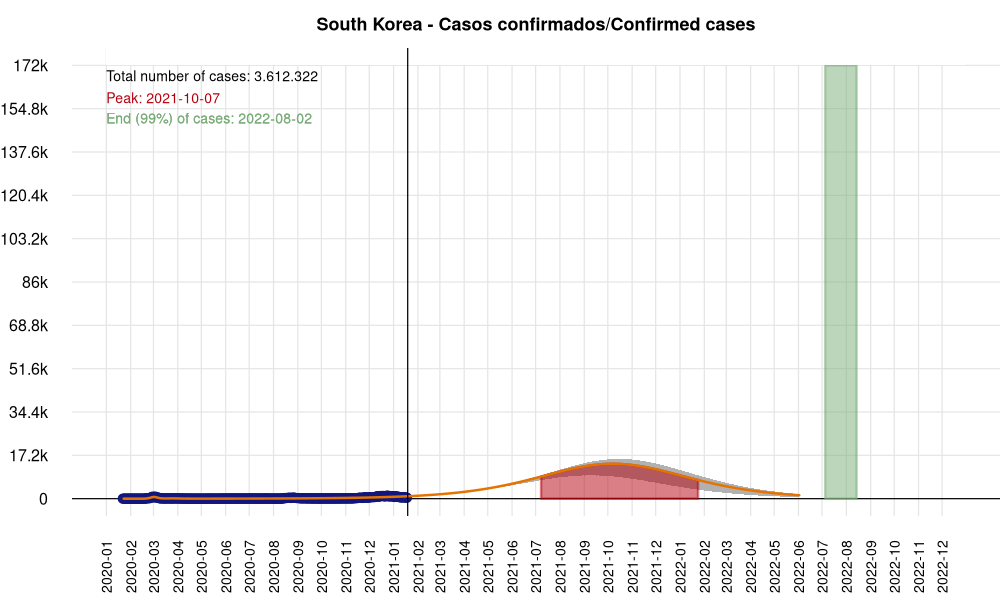 South Korea - Casos confirmados/Confirmed cases
172k
Total number of cases: 3.612.322
Peak: 2021-10-07
154.8k
End (99%) of cases: 2022-08-02
137.6k
120.4k
103.2k
86k
68.8k
51.6k
34.4k
17.2k
0
2020-01
2020-02
2020-03
2020-04
2020-05
2020-06
2020-07
2020-08
2020-09
2020-10
2020-11
2020-12
2021-01
2021-02
2021-03
2021-04
2021-05
2021-06
2021-07
2021-08
2021-09
2021-10
2021-11
2021-12
2022-01
2022-02
2022-03
2022-04
2022-05
2022-06
2022-07
2022-08
2022-09
2022-10
2022-11
2022-12